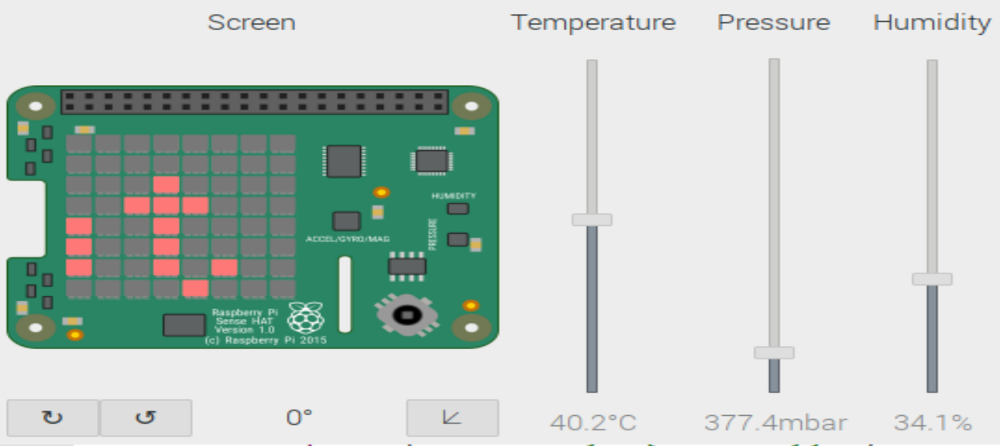 Screen
Temperature
Pressure
Humidity
HUMIDITY
PRESSURE
ACCEL/GYRO/MAG
Raspberry Pi
Sense HAT
Version 1.0
(c) Raspberry Pi 2015
0°
40.2°C
377.4mbar
34.1%